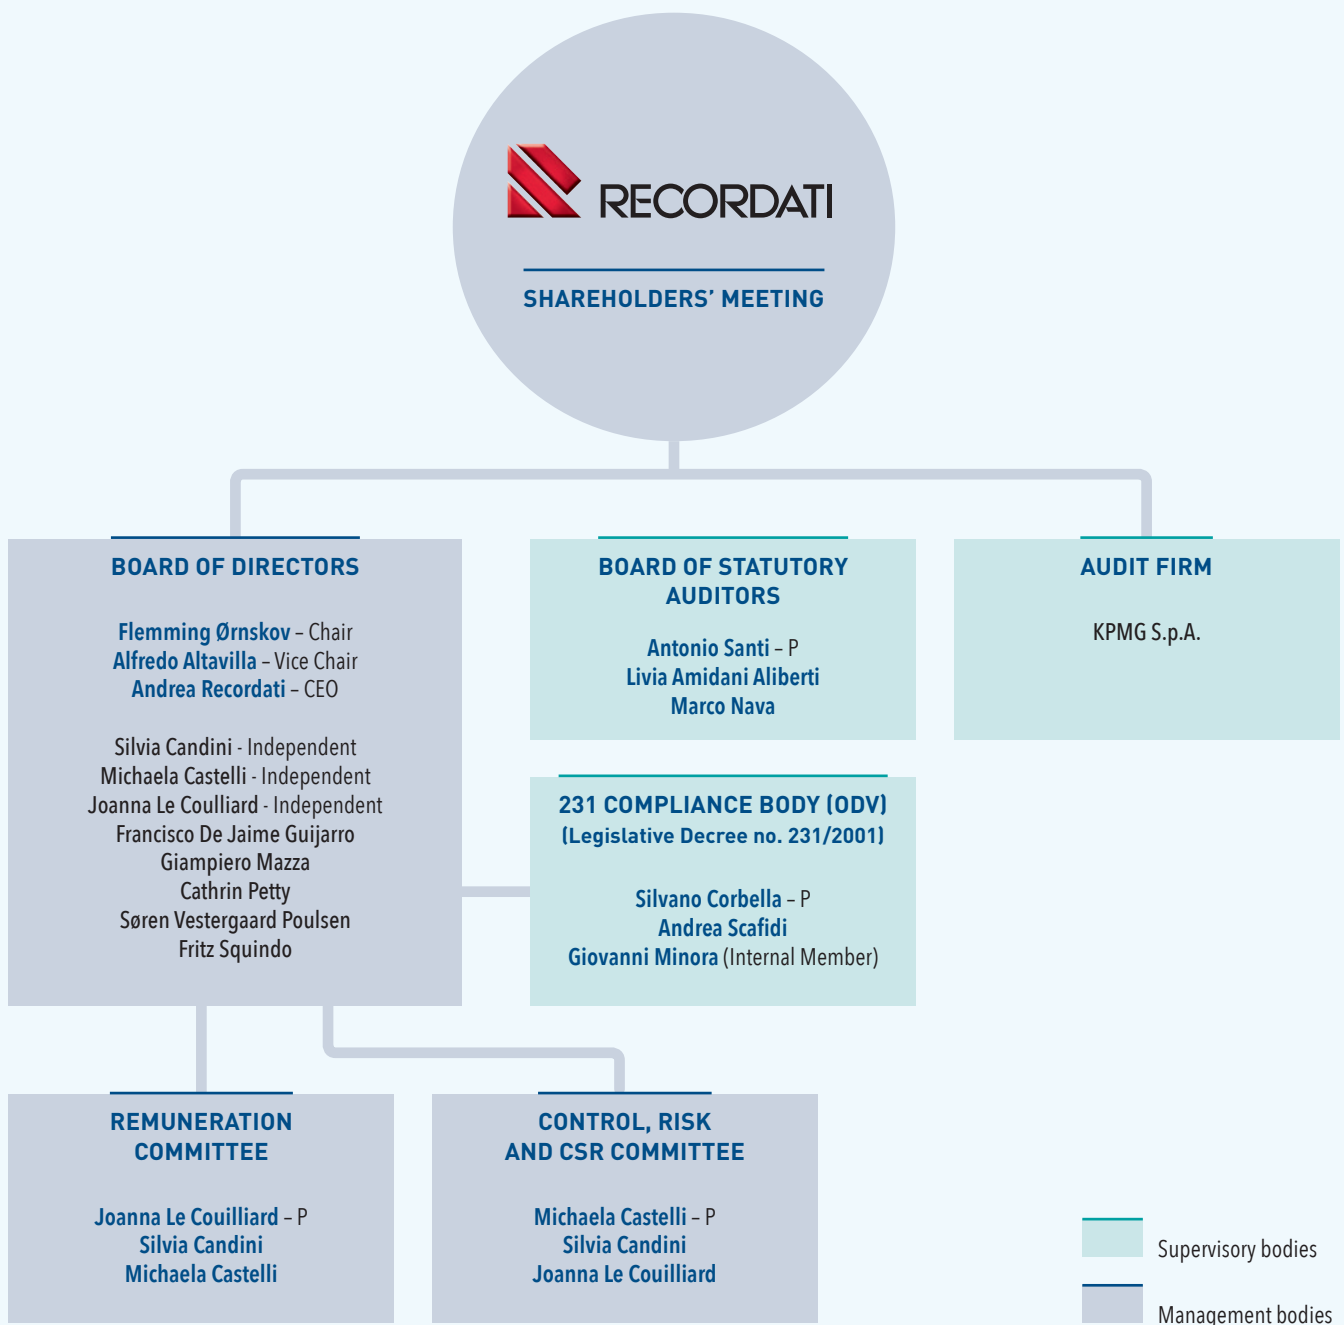 RECORDATI
SHAREHOLDERS’ MEETING
BOARD OF DIRECTORS
Flemming Ørnskov – Chair
Alfredo Altavilla – Vice Chair
Andrea Recordati – CEO
Silvia Candini - Independent
Michaela Castelli - Independent
Joanna Le Coulliard - Independent
Francisco De Jaime Guijarro
Giampiero Mazza
Cathrin Petty
Søren Vestergaard Poulsen
Fritz Squindo
BOARD OF STATUTORY
AUDITORS
Antonio Santi – P
Livia Amidani Aliberti
Marco Nava
AUDIT FIRM
KPMG S.p.A.
231 COMPLIANCE BODY (ODV)
(Legislative Decree no. 231/2001)
Silvano Corbella – P
Andrea Scafidi
Giovanni Minora (Internal Member)
REMUNERATION
COMMITTEE
Joanna Le Couilliard – P
Silvia Candini
Michaela Castelli
CONTROL, RISK
AND CSR COMMITTEE
Michaela Castelli – P
Silvia Candini
Joanna Le Couilliard
Supervisory bodies
Management bodies